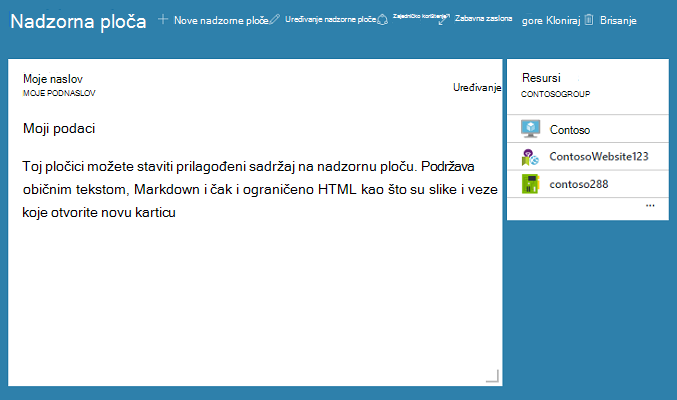 Nadzorna ploča
Nove nadzorne ploče
Uređivanje nadzorne ploče
Zajedničko korištenje?!
Zabavna zaslona
gore Kloniraj
Brisanje
Moje naslov
MOJE PODNASLOV
Uređivanje
Moji podaci
Toj pločici možete staviti prilagođeni sadržaj na nadzornu ploču. Podržava
običnim tekstom, Markdown i čak i ograničeno HTML kao što su slike i veze
koje otvorite novu karticu
Resursi
CONTOSOGROUP
Contoso
ContosoWebsite123
contoso288
...